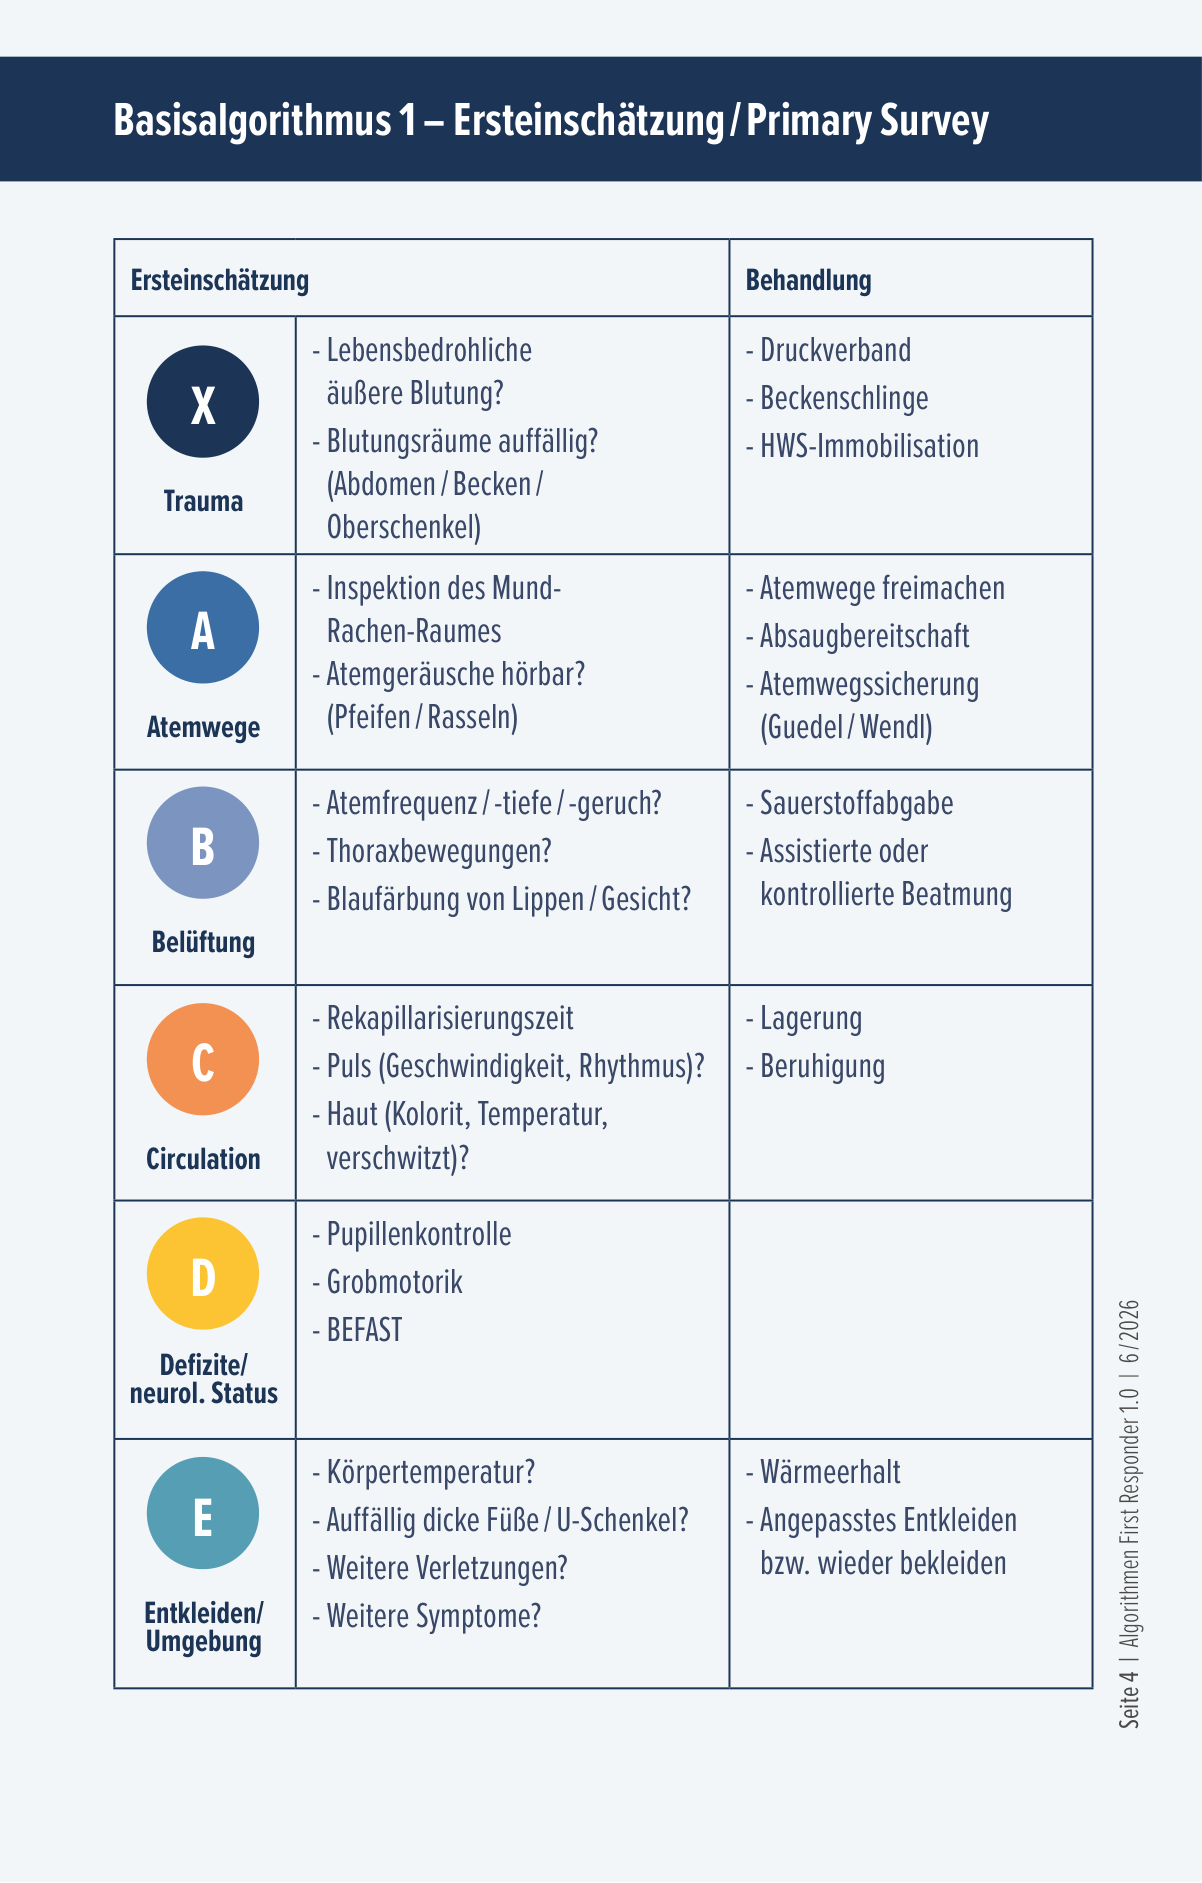 Basisalgorithmus 1 – Ersteinschätzung / Primary Survey
Ersteinschätzung
Behandlung
X
Trauma
- Lebensbedrohliche
äußere Blutung?
- Blutungsräume auffällig?
(Abdomen / Becken /
Oberschenkel)
- Druckverband
- Beckenschlinge
- HWS-Immobilisation
A
Atemwege
- Inspektion des Mund-
Rachen-Raumes
- Atemgeräusche hörbar?
(Pfeifen / Rasseln)
- Atemwege freimachen
- Absaugbereitschaft
- Atemwegssicherung
(Guedel / Wendl)
B
Belüftung
- Atemfrequenz / -tiefe / -geruch?
- Thoraxbewegungen?
- Blaufärbung von Lippen / Gesicht?
- Sauerstoffabgabe
- Assistierte oder
kontrollierte Beatmung
C
Circulation
- Rekapillarisierungszeit
- Puls (Geschwindigkeit, Rhythmus)?
- Haut (Kolorit, Temperatur,
verschwitzt)?
- Lagerung
- Beruhigung
D
Defizite/
neurol. Status
- Pupillenkontrolle
- Grobmotorik
- BEFAST
E
Entkleiden/
Umgebung
- Körpertemperatur?
- Auffällig dicke Füße / U-Schenkel?
- Weitere Verletzungen?
- Weitere Symptome?
- Wärmeerhalt
- Angepasstes Entkleiden
bzw. wieder bekleiden
Seite 4 | Algorithmen First Responder 1.0 | 6 / 2026